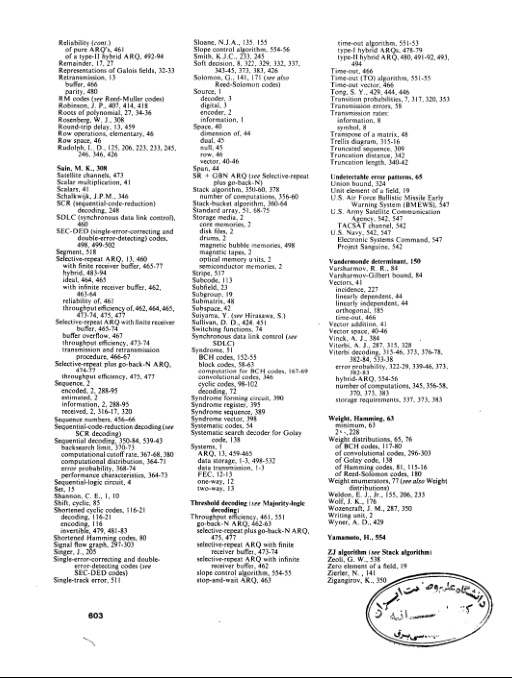 Reliability (cont.)
of pure ARQ's, 461
of a type-II hybrid ARQ, 492-94
Remainder, 17, 27
Representations of Galois fields, 32-33
Retransmission, 13
buffer, 466
parity, 480
RM codes (see Reed-Muller codes)
Robinson, J. P., 407, 414, 418
Roots of polynomial, 27, 34-36
Rosenberg, W. J., 308
Round-trip delay, 13, 459
Row operations, elementary, 46
Row space, 46
Rudolph, L. D., 125, 206, 223, 233, 245,
246, 346, 426
Sain, M. K., 308
Satellite channels, 473
Scalar multiplication, 41
Scalars, 41
Schalkwijk, J.P.M., 346
SCR (sequential-code-reduction)
decoding, 248
SDLC (synchronous data link control),
460
SEC-DED (single-error-correcting and
double-error-detecting) codes,
498, 499-502
Segment, 518
Selective-repeat ARQ, 13, 460
with finite receiver buffer, 465-77
hybrid, 483-94
ideal, 464, 465
with infinite receiver buffer, 462,
463-64
reliability of, 461
throughput efficiency of, 462, 464, 465,
473-74, 475, 477
Selective-repeat ARQ with finite receiver
buffer, 465-74
buffer overflow, 467
throughput efficiency, 473-74
transmission and retransmission
procedure, 466-67
Selective-repeat plus go-back-N ARQ,
474-77
throughput efficiency, 475, 477
Sequence, 2
encoded, 2, 288-95
estimated, 2
information, 2, 288-95
received, 2, 316-17, 320
Sequence numbers, 456-66
Sequential-code-reduction decoding (see
SCR decoding)
Sequential decoding, 350-84, 539-43
backsearch limit, 370-73
computational cutoff rate, 367-68, 380
computational distribution, 364-71
error probability, 368-74
performance characteristics, 364-73
Sequential-logic circuit, 4
Set, 15
Shannon, C. E., 1, 10
Shift, cyclic, 85
Shortened cyclic codes, 116-21
decoding, 116-21
encoding, 116
invertible, 479, 481-83
Shortened Hamming codes, 80
Signal flow graph, 297-303
Singer, J., 205
Single-error-correcting and double-
error-detecting codes (see
SEC-DED codes)
Single-track error, 511
603
Sloane, N.J.A., 135, 155
Slope control algorithm, 554-56
Smith, K.J.C., 233, 245
Soft decision, 8, 322, 329, 332, 337,
343-45, 373, 383, 426
Solomon, G., 141, 171 (see also
Reed-Solomon codes)
Source, 1
decoder, 3
digital, 3
encoder, 2
information, 1
Space, 40
dimension of, 44
dual, 45
null, 45
row, 46
vector, 40-46
Span, 44
SR + GBN ARQ (see Selective-repeat
plus go-back-N)
Stack algorithm, 350-60, 378
number of computations, 356-60
Stack-bucket algorithm, 360-64
Standard array, 51, 68-75
Storage media, 2
core memories, 2
disk files, 2
drums, 2
magnetic bubble memories, 498
magnetic tapes, 2
optical memory units, 2
semiconductor memories, 2
Stripe, 517
Subcode, 113
Subfield, 23
Subgroup, 19
Submatrix, 48
Subspace, 42
Sugiyama, Y. (see Hirasawa, S.)
Sullivan, D. D., 424, 451
Switching functions, 74
Synchronous data link control (see
SDLC)
Syndrome, 51
BCH codes, 152-55
block codes, 58-63
computation for BCH codes, 167-69
convolutional codes, 346
cyclic codes, 98-102
decoding, 72
Syndrome forming circuit, 390
Syndrome register, 395
Syndrome sequence, 389
Syndrome vector, 398
Systematic codes, 54
Systematic search decoder for Golay
code, 138
Systems, 1
ARQ, 13, 459-465
data storage, 1-3, 498-532
data transmission, 1-3
FEC, 12-13
one-way, 12
two-way, 13
Threshold decoding (see Majority-logic
decoding)
Throughput efficiency, 461, 551
go-back-N ARQ, 462-63
selective-repeat plus go-back-N ARQ,
475, 477
selective-repeat ARQ with finite
receiver buffer, 473-74
selective-repeat ARQ with infinite
receiver buffer, 462
slope control algorithm, 554-55
stop-and-wait ARQ, 463
time-out algorithm, 551-53
type-I hybrid ARQs, 478-79
type-II hybrid ARQ, 480, 491-92, 493,
494
Time-out, 466
Time-out (TO) algorithm, 551-55
Time-out vector, 466
Tong, S. Y., 429, 444, 446
Transition probabilities, 7, 317, 320, 353
Transmission errors, 58
Transmission rates:
information, 8
symbol, 8
Transpose of a matrix, 48
Trellis diagram, 315-16
Truncated sequence, 309
Truncation distance, 342
Truncation length, 340-42
Undetectable error patterns, 65
Union bound, 324
Unit element of a field, 19
U.S. Air Force Ballistic Missile Early
Warning System (BMEWS), 547
U.S. Army Satellite Communication
Agency, 542, 547
TACSAT channel, 542
U.S. Navy, 542, 547
Electronic Systems Command, 547
Project Sanguine, 542
Vandermonde determinant, 150
Varsharmov, R. R., 84
Varsharmov-Gilbert bound, 84
Vectors, 41
incidence, 227
linearly dependent, 44
linearly independent, 44
orthogonal, 185
time-out, 466
Vector addition, 41
Vector space, 40-46
Vinck, A. J., 384
Viterbi, A. J., 287, 315, 328
Viterbi decoding, 315-46, 373, 376-78,
382-84, 533-38
error probability, 322-29, 339-46, 373,
382-83
hybrid-ARQ, 554-56
number of computations, 345, 356-58,
370, 373, 383
storage requirements, 337, 373, 383
Weight, Hamming, 63
minimum, 63
Weight distributions, 65, 76
of BCH codes, 117-80
of convolutional codes, 296-303
of Golay code, 138
of Hamming codes, 81, 115-16
of Reed-Solomon codes, 180
Weight enumerators, 77 (see also Weight
distributions)
Weldon, E. J., Jr., 155, 206, 233
Wolf, J. K., 176
Wozencraft, J. M., 287, 350
Writing unit, 2
Wyner, A. D., 429
Yamamoto, H., 554
ZJ algorithm (see Stack algorithm)
Zeoli, G. W., 538
Zero element of a field, 19
Zierler, N., 141
Zigangirov, K., 350